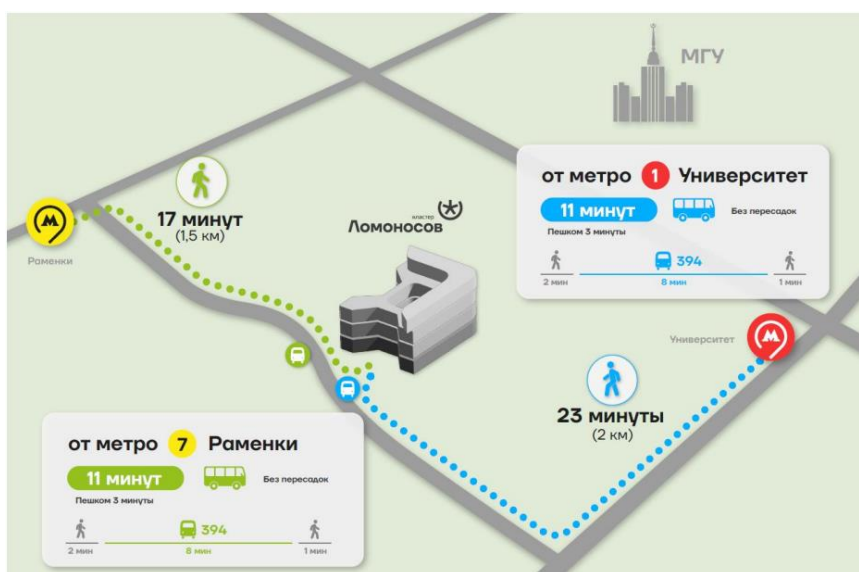 МГУ
от метро 1 Университет
11 минут
Без пересадок
Пешком 3 минуты
394
2 мин
8 мин
1 мин
17 минут
(1,5 км)
кластер
Ломоносов
Раменки
Университет
23 минуты
(2 км)
от метро 7 Раменки
11 минут
Без пересадок
Пешком 3 минуты
394
2 мин
8 мин
1 мин